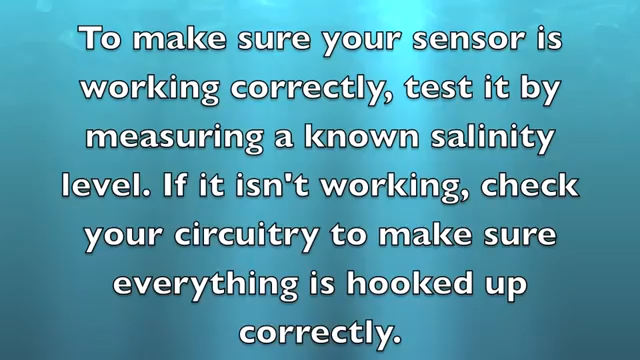 To make sure your sensor is
working correctly, test it by
measuring a known salinity
level. If it isn't working, check
your circuitry to make sure
everything is hooked up
correctly.